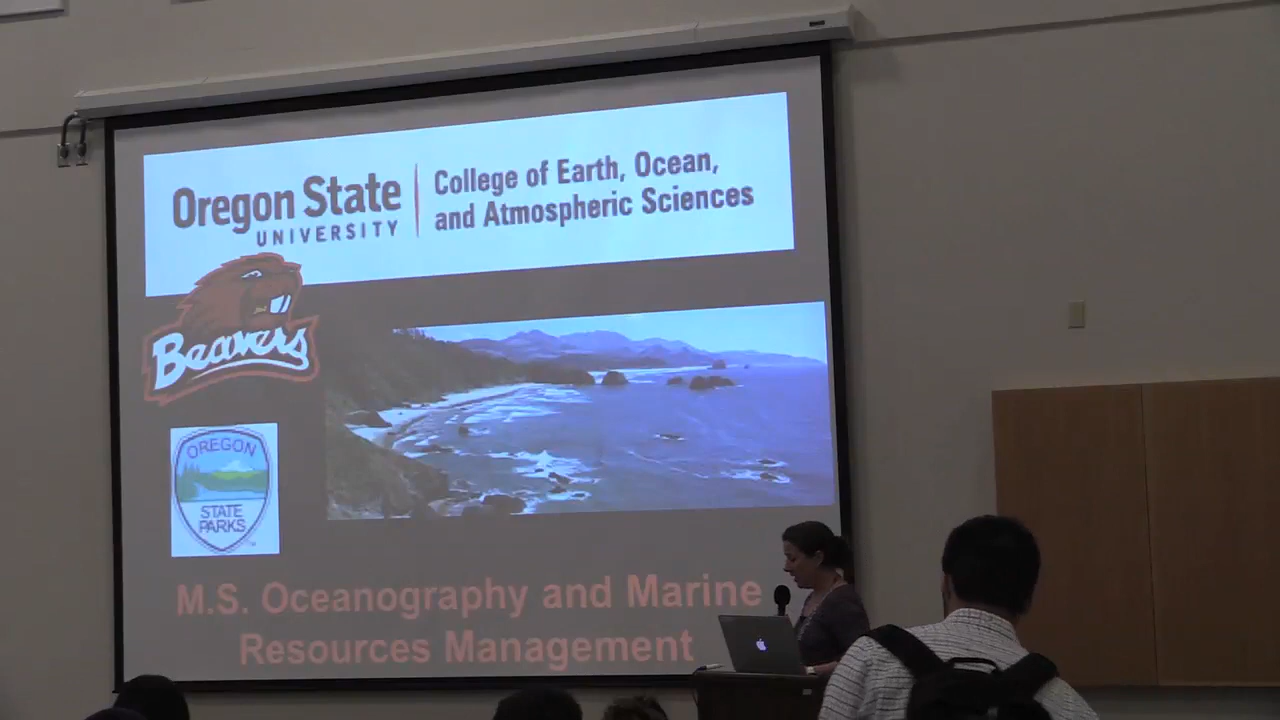 Oregon State
UNIVERSITY
College of Earth, Ocean,
and Atmospheric Sciences
Beavers
OREGON
STATE
PARKS
M.S. Oceanography and Marine
Resources Management